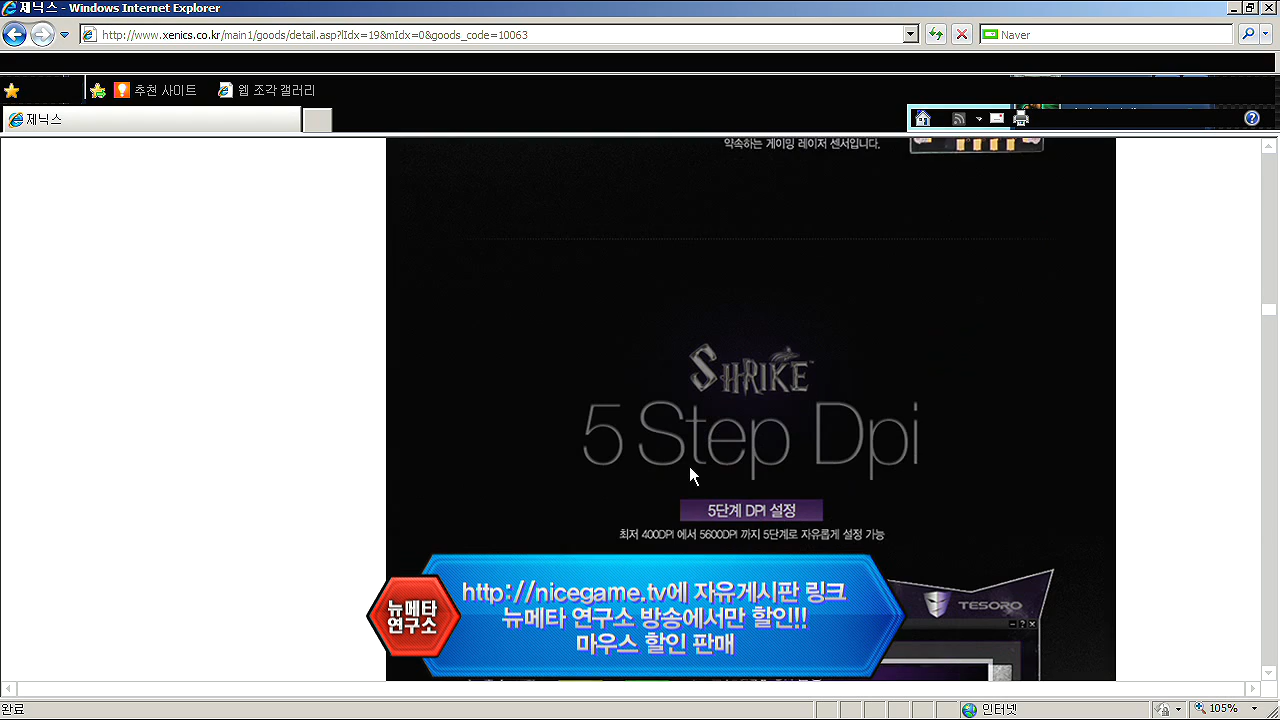 제닉스 - Windows Internet Explorer
http://www.xenics.co.kr/main1/goods/detail.asp?lIdx=19&mIdx=0&goods_code=10063
Naver
추천 사이트
웹 조각 갤러리
제닉스
약속하는 게이밍 레이저 센서입니다.
SHRIKE™
5 Step Dpi
5단계 DPI 설정
최저 400DPI 에서 5600DPI 까지 5단계로 자유롭게 설정 가능
TESORO
뉴메타
연구소
http://nicegame.tv에 자유게시판 링크
뉴메타 연구소 방송에서만 할인!!
마우스 할인 판매
완료
인터넷
105%